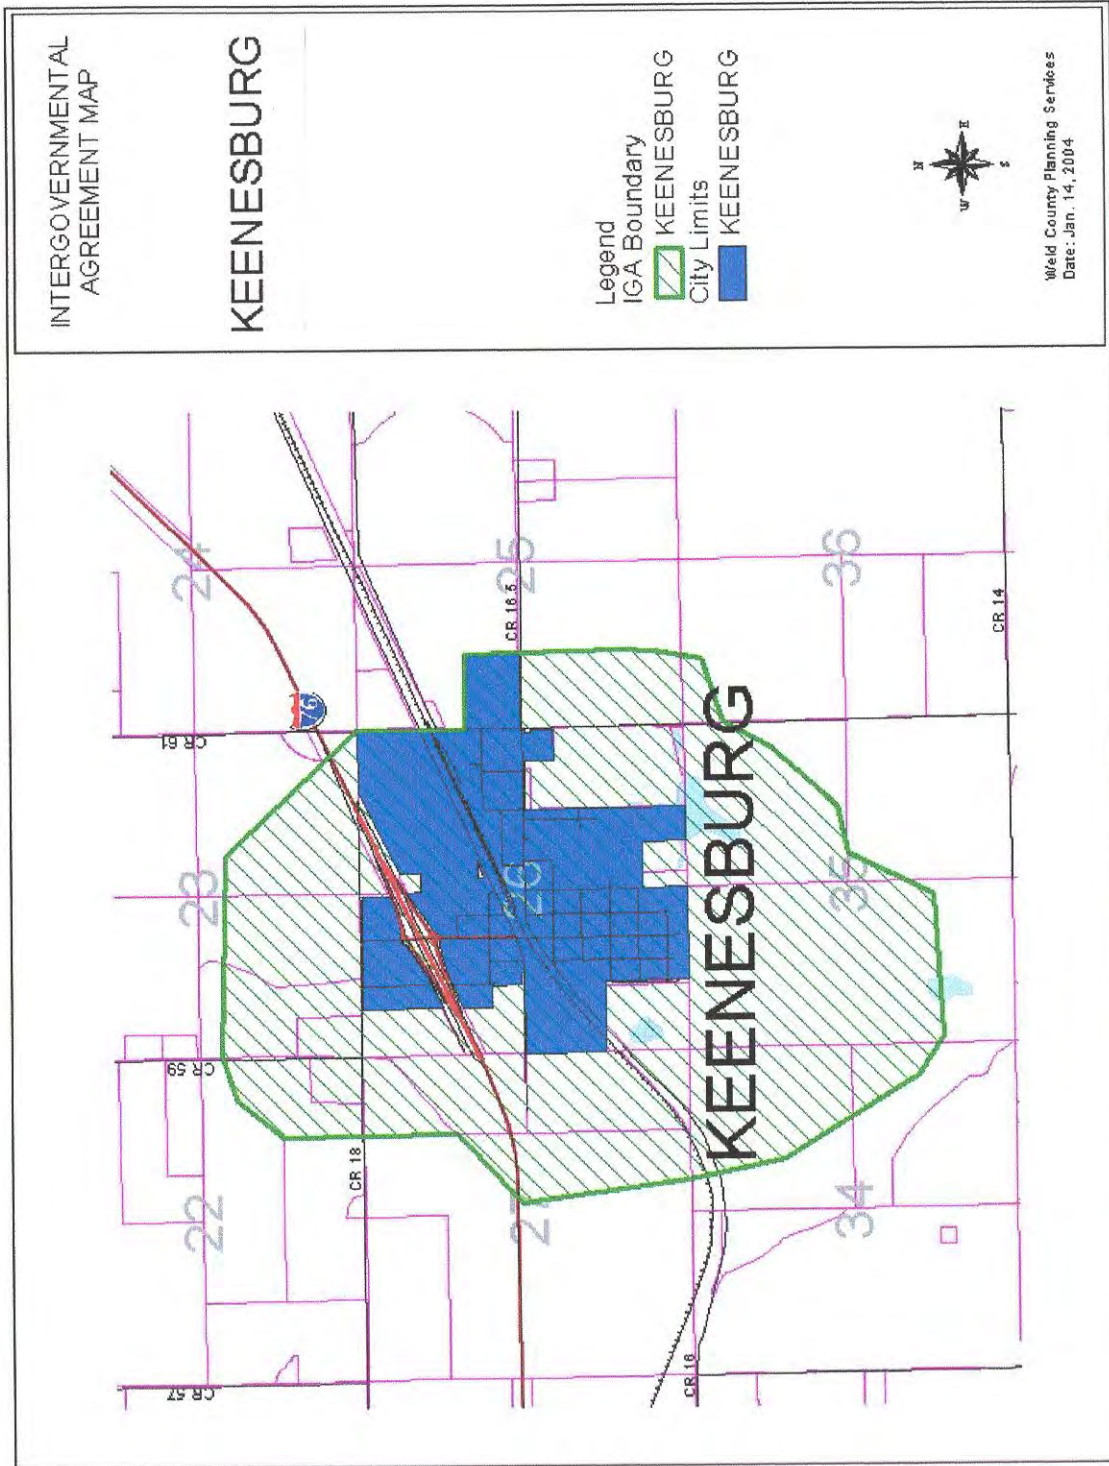 INTERGOVERNMENTAL
AGREEMENT MAP
KEENESBURG
Legend
IGA Boundary
KEENESBURG
City Limits
KEENESBURG
N
W
E
S
Weld County Planning Services
Date: Jan. 14, 2004
22
23
24
CR 57
CR 59
CR 61
76
CR 18
27
26
CR 16.5
25
CR 16
KEENESBURG
34
35
36
CR 14